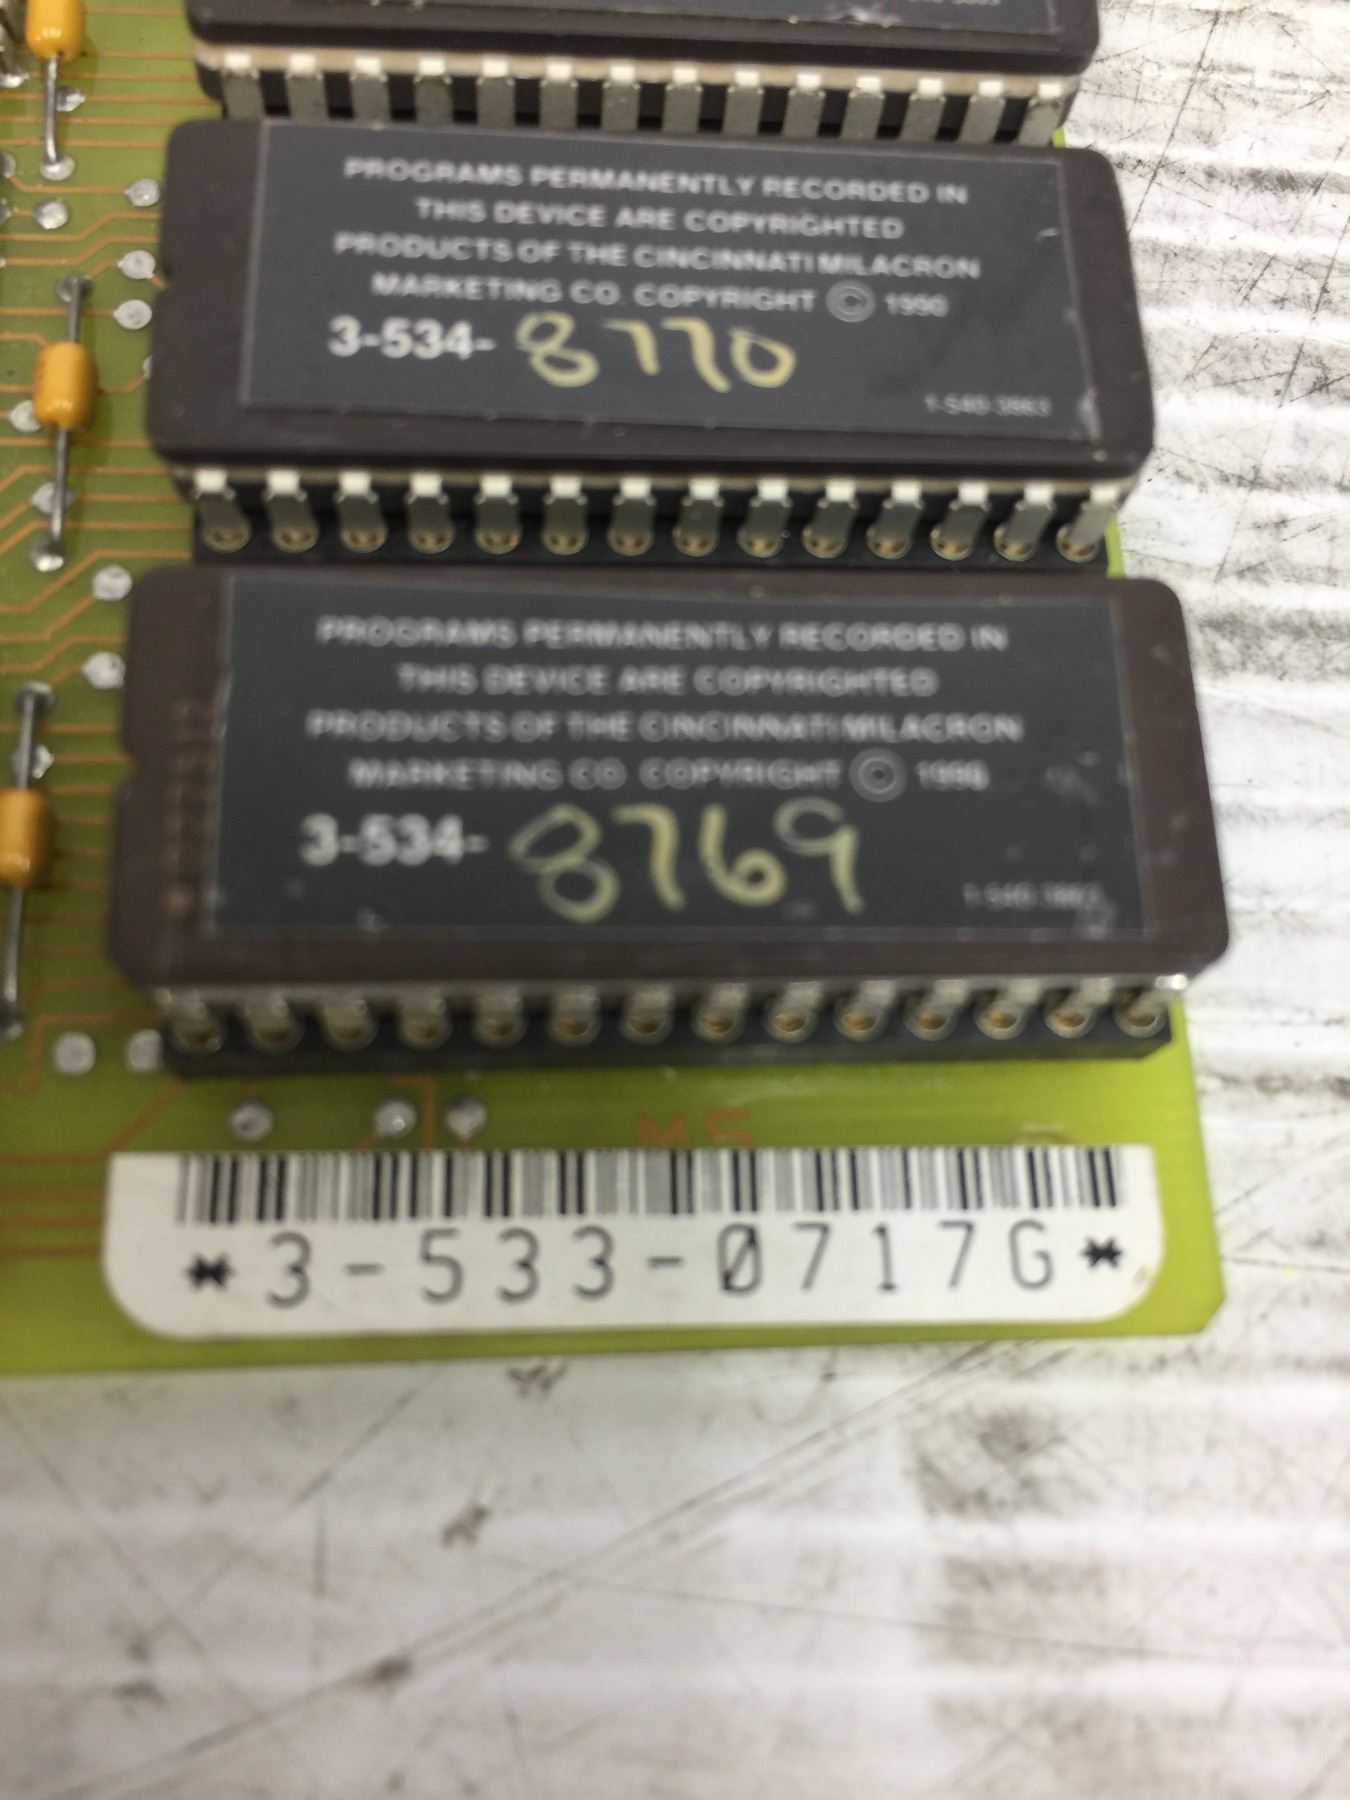 PROGRAMS PERMANENTLY RECORDED IN
THIS DEVICE ARE COPYRIGHTED
PRODUCTS OF THE CINCINNATI MILACRON
MARKETING CO. COPYRIGHT © 1990
3-534-8770
1-540-3863
PROGRAMS PERMANENTLY RECORDED IN
THIS DEVICE ARE COPYRIGHTED
PRODUCTS OF THE CINCINNATI MILACRON
MARKETING CO. COPYRIGHT © 1990
3-534-8769
M5
*3-533-0717G*